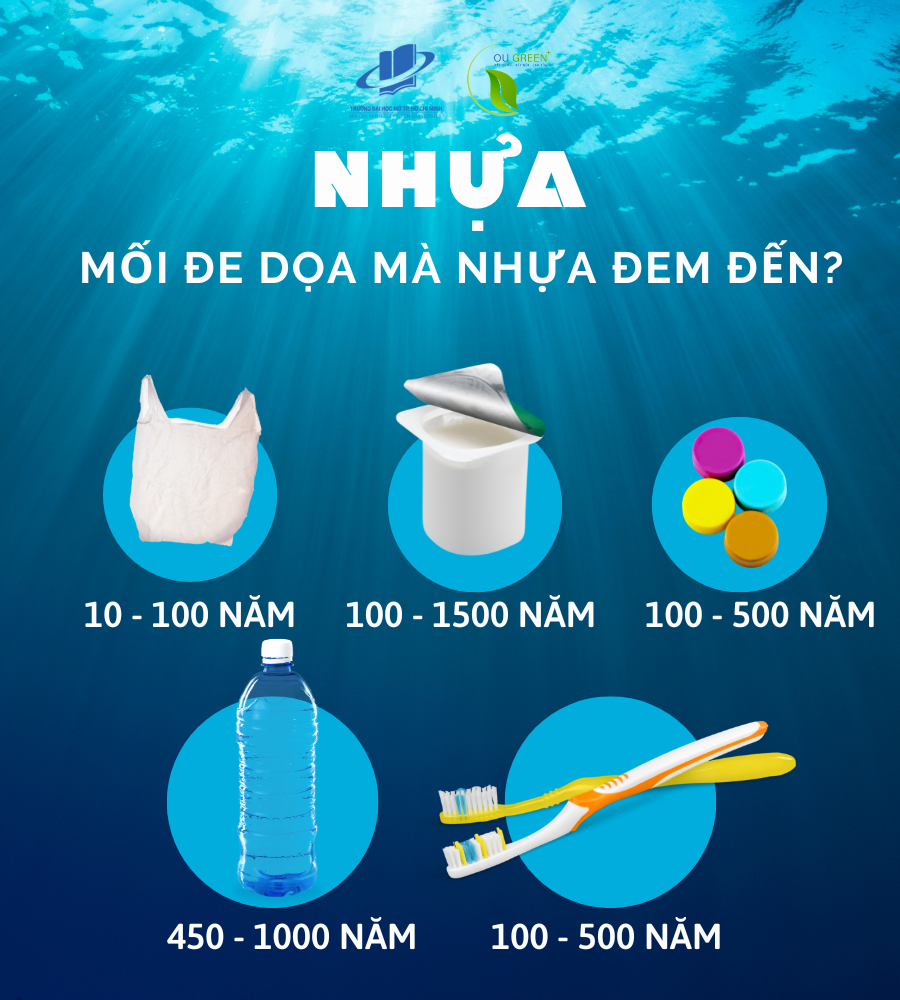 OU GREEN+
TRƯỜNG ĐẠI HỌC MỞ TP. HỒ CHÍ MINH
NHỰA
MỐI ĐE DỌA MÀ NHỰA ĐEM ĐẾN?
10 - 100 NĂM
100 - 1500 NĂM
100 - 500 NĂM
450 - 1000 NĂM
100 - 500 NĂM